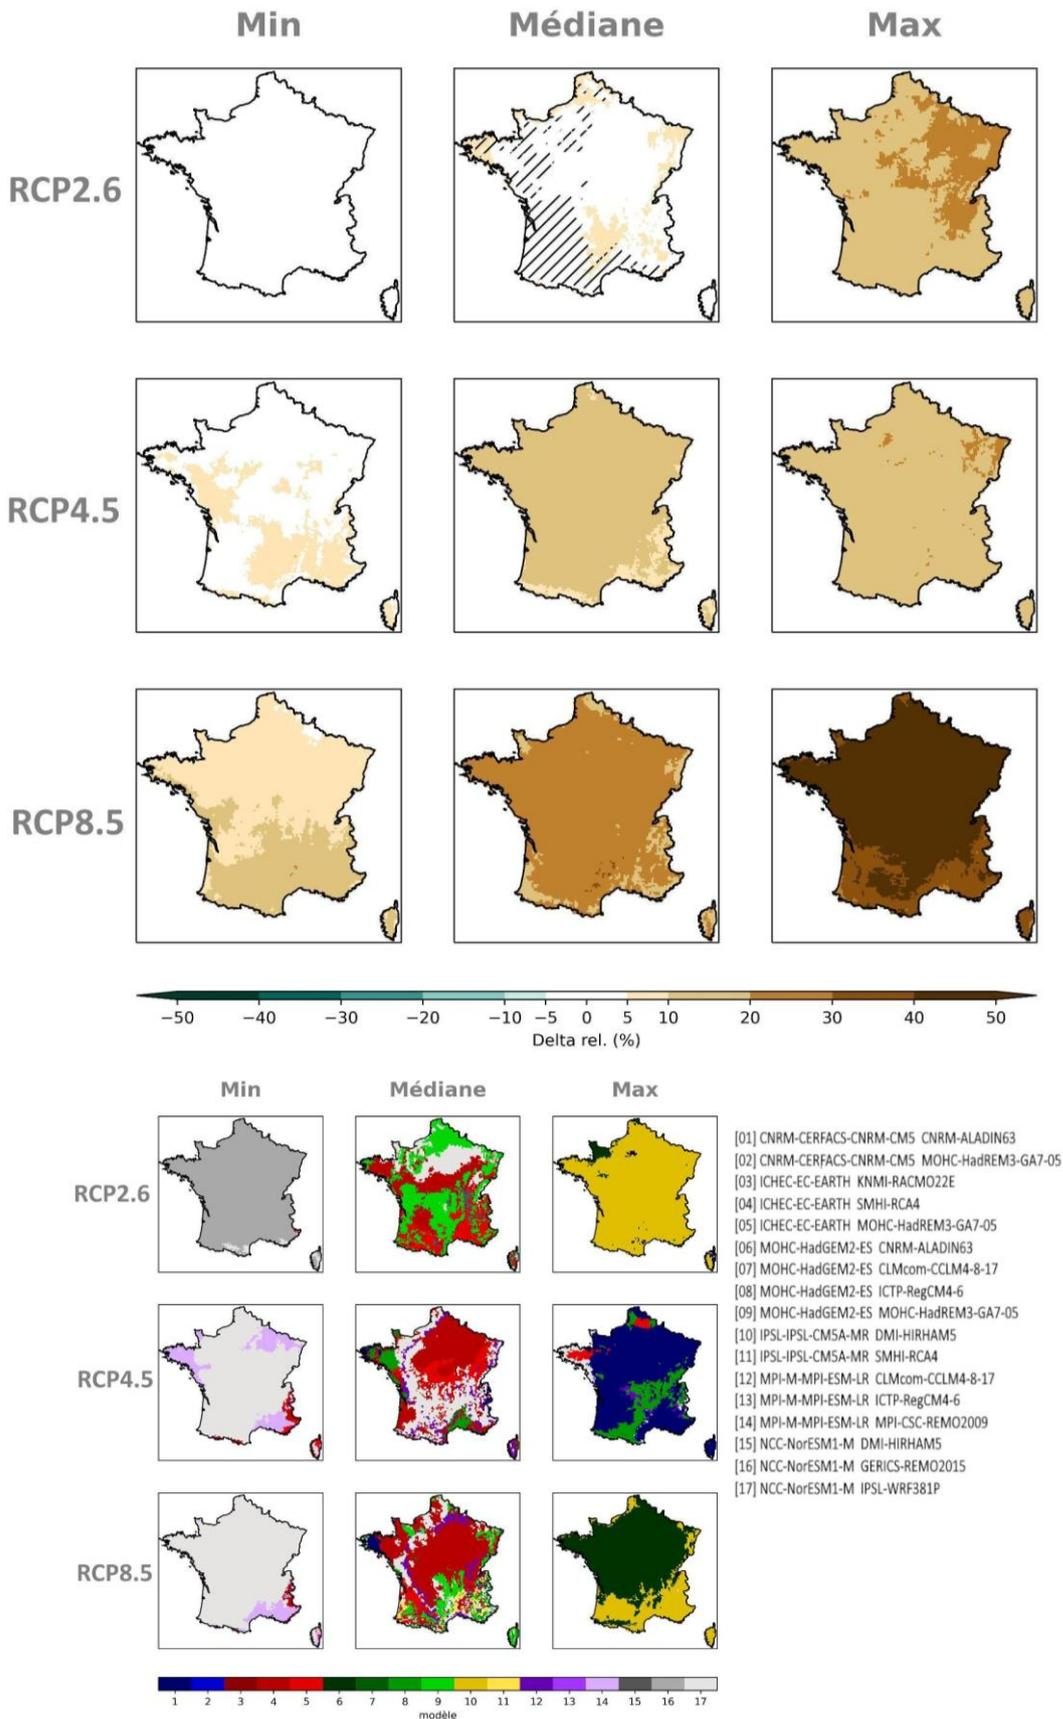 Min Médiane Max
RCP2.6
RCP4.5
RCP8.5
−50 −40 −30 −20 −10 −5 0 5 10 20 30 40 50
Delta rel. (%)
Min Médiane Max
RCP2.6
RCP4.5
RCP8.5
[01] CNRM-CERFACS-CNRM-CM5 CNRM-ALADIN63
[02] CNRM-CERFACS-CNRM-CM5 MOHC-HadREM3-GA7-05
[03] ICHEC-EC-EARTH KNMI-RACMO22E
[04] ICHEC-EC-EARTH SMHI-RCA4
[05] ICHEC-EC-EARTH MOHC-HadREM3-GA7-05
[06] MOHC-HadGEM2-ES CNRM-ALADIN63
[07] MOHC-HadGEM2-ES CLMcom-CCLM4-8-17
[08] MOHC-HadGEM2-ES ICTP-RegCM4-6
[09] MOHC-HadGEM2-ES MOHC-HadREM3-GA7-05
[10] IPSL-IPSL-CM5A-MR DMI-HIRHAM5
[11] IPSL-IPSL-CM5A-MR SMHI-RCA4
[12] MPI-M-MPI-ESM-LR CLMcom-CCLM4-8-17
[13] MPI-M-MPI-ESM-LR ICTP-RegCM4-6
[14] MPI-M-MPI-ESM-LR MPI-CSC-REMO2009
[15] NCC-NorESM1-M DMI-HIRHAM5
[16] NCC-NorESM1-M GERICS-REMO2015
[17] NCC-NorESM1-M IPSL-WRF381P
1 2 3 4 5 6 7 8 9 10 11 12 13 14 15 16 17
modèle